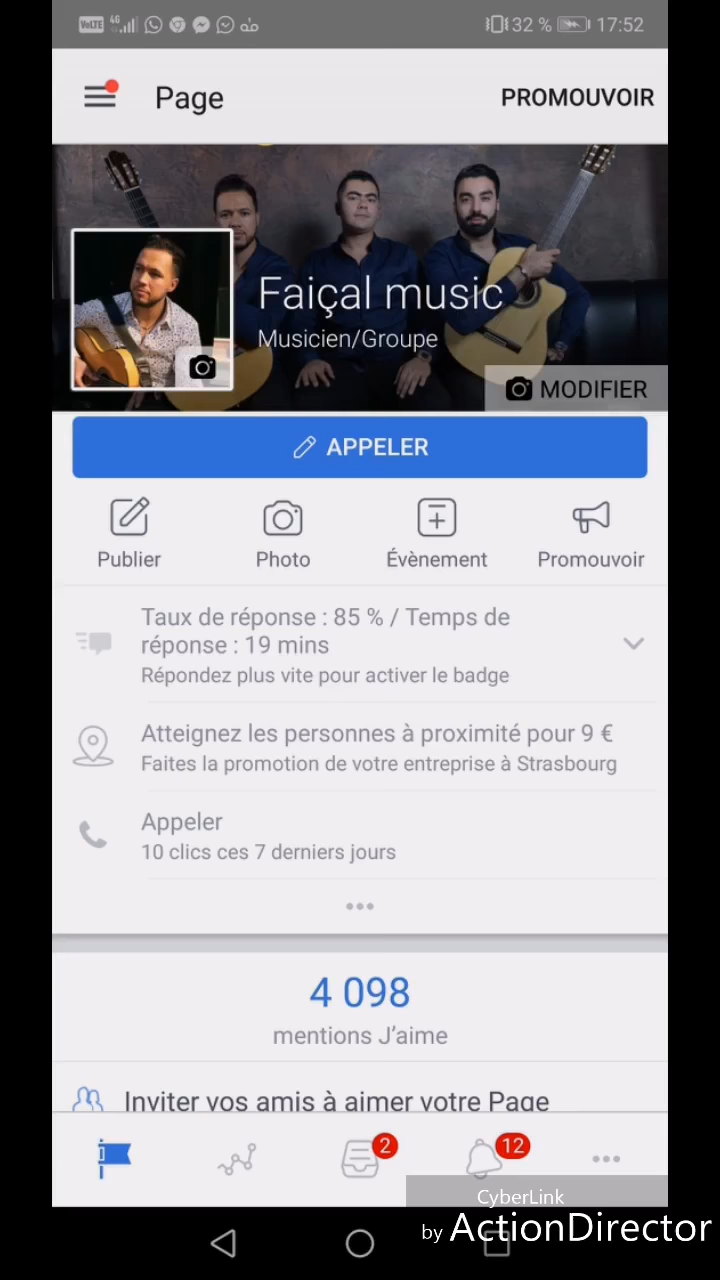 VoLTE 4G 32 % 17:52
Page PROMOUVOIR
Faiçal music
Musicien/Groupe
MODIFIER
APPELER
Publier Photo Évènement Promouvoir
Taux de réponse : 85 % / Temps de
réponse : 19 mins
Répondez plus vite pour activer le badge
Atteignez les personnes à proximité pour 9 €
Faites la promotion de votre entreprise à Strasbourg
Appeler
10 clics ces 7 derniers jours
4 098
mentions J’aime
Inviter vos amis à aimer votre Page
2 12
CyberLink
by ActionDirector